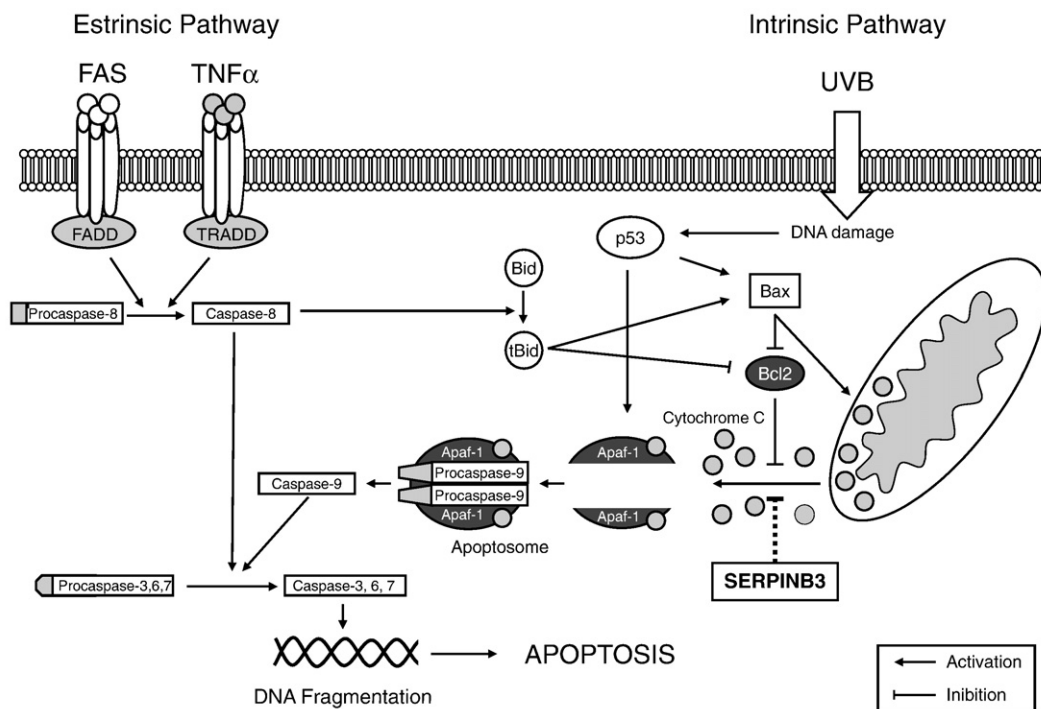 Estrinsic Pathway
Intrinsic Pathway
FAS
TNFα
UVB
FADD
TRADD
DNA damage
p53
Bid
Bax
Procaspase-8
Caspase-8
tBid
Bcl2
Cytochrome C
Apaf-1
Apaf-1
Procaspase-9
Caspase-9
Procaspase-9
Apaf-1
Apaf-1
Apoptosome
Procaspase-3,6,7
Caspase-3, 6, 7
SERPINB3
APOPTOSIS
DNA Fragmentation
Activation
Inibition